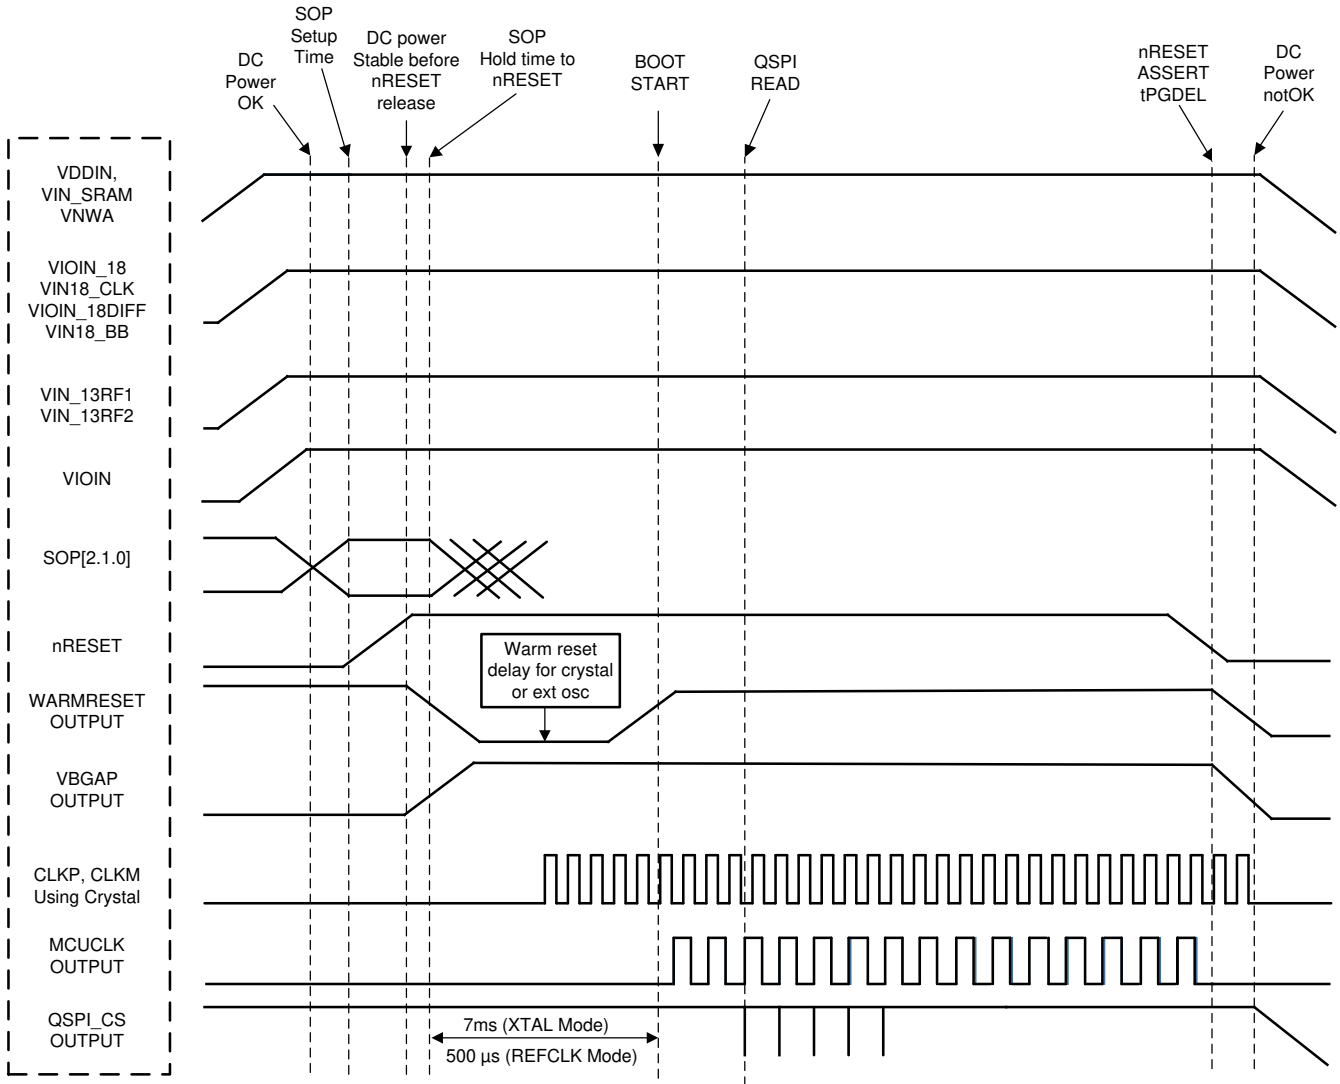 SOP
Setup
Time
DC
Power
OK
DC power
Stable before
nRESET
release
SOP
Hold time to
nRESET
BOOT
START
QSPI
READ
nRESET
ASSERT
tPGDEL
DC
Power
notOK
VDDIN,
VIN_SRAM
VNWA
VIOIN_18
VIN18_CLK
VIOIN_18DIFF
VIN18_BB
VIN_13RF1
VIN_13RF2
VIOIN
SOP[2.1.0]
nRESET
Warm reset
delay for crystal
or ext osc
WARMRESET
OUTPUT
VBGAP
OUTPUT
CLKP, CLKM
Using Crystal
MCUCLK
OUTPUT
QSPI_CS
OUTPUT
7ms (XTAL Mode)
500 µs (REFCLK Mode)